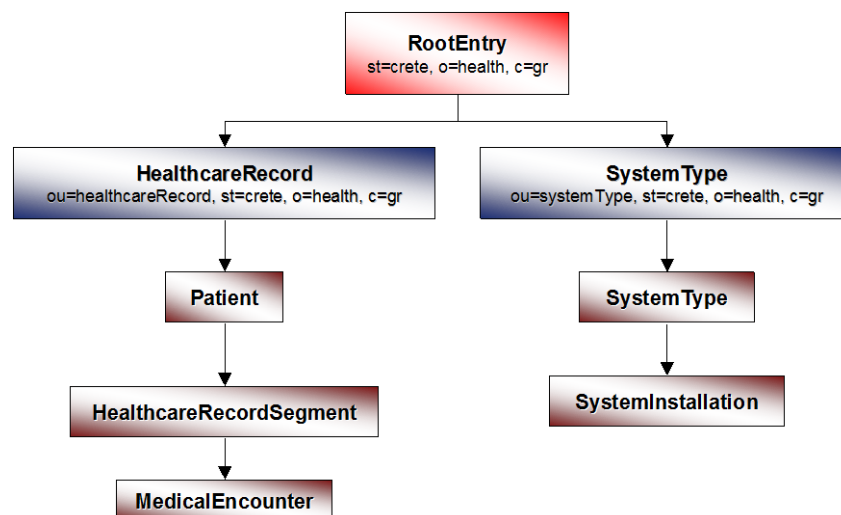 RootEntry
st=crete, o=health, c=gr
HealthcareRecord
ou=healthcareRecord, st=crete, o=health, c=gr
SystemType
ou=systemType, st=crete, o=health, c=gr
Patient
SystemType
HealthcareRecordSegment
SystemInstallation
MedicalEncounter